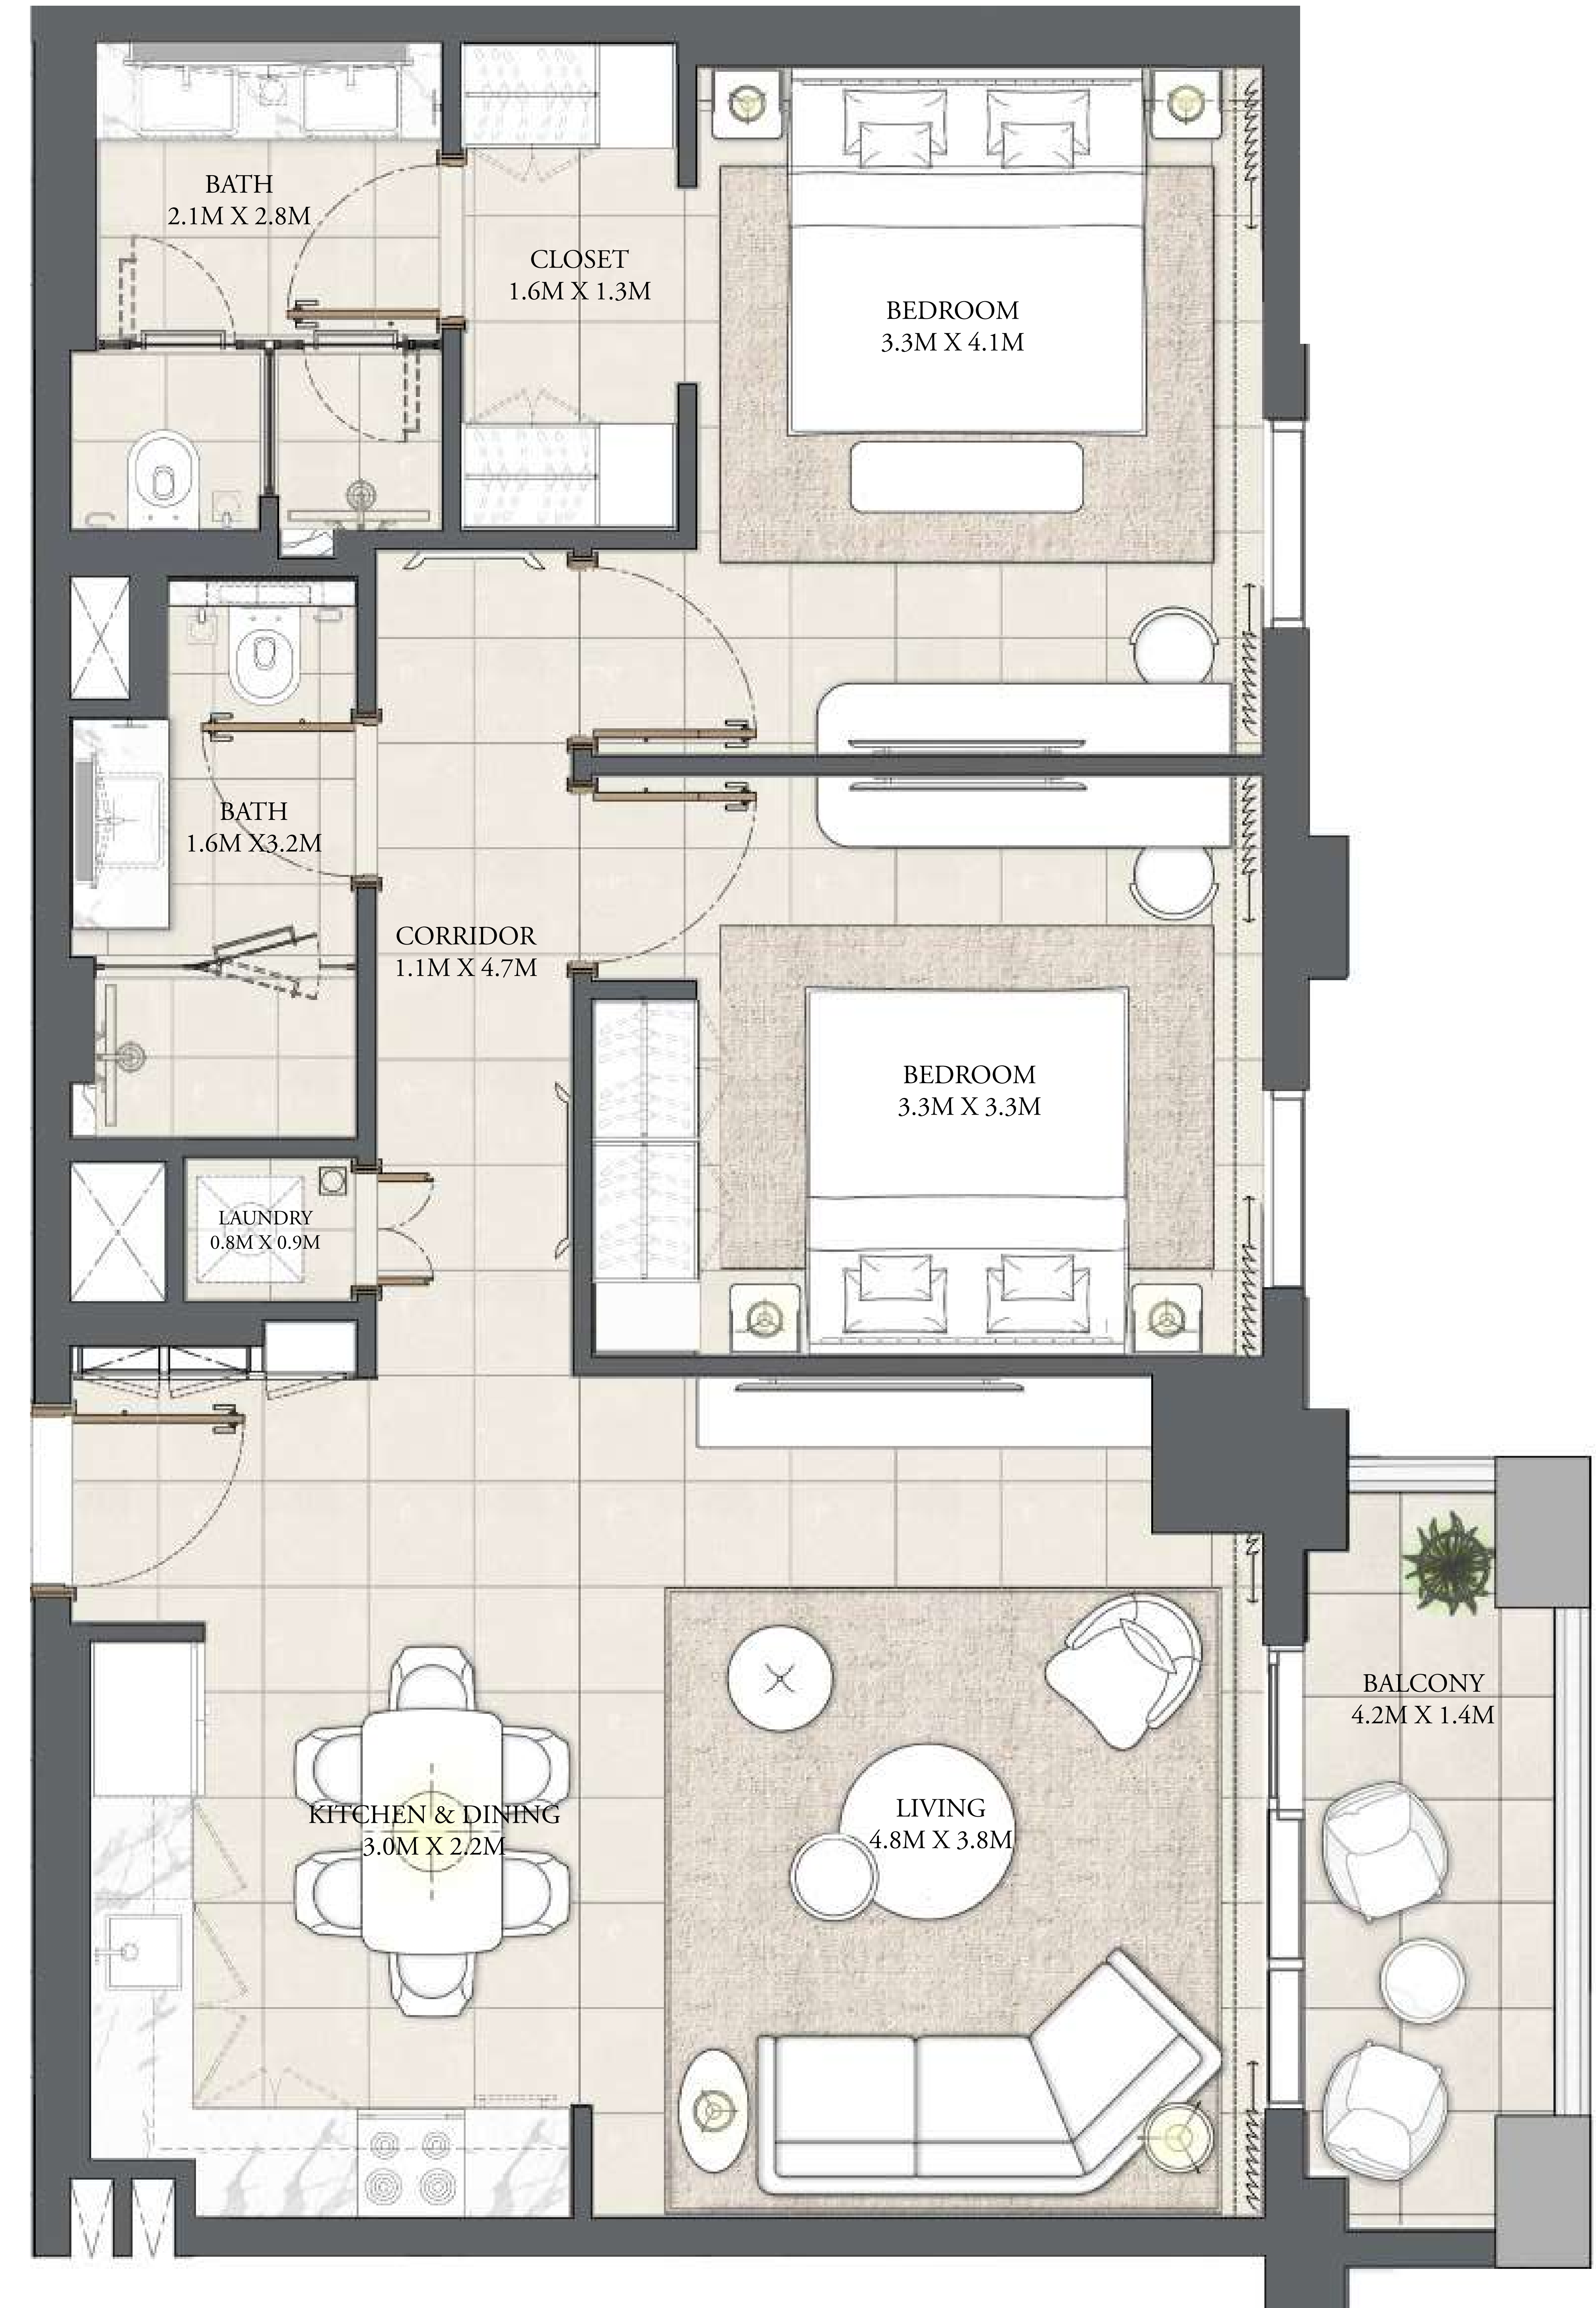 BATH
2.1M X 2.8M
CLOSET
1.6M X 1.3M
BEDROOM
3.3M X 4.1M
BATH
1.6M X3.2M
CORRIDOR
1.1M X 4.7M
BEDROOM
3.3M X 3.3M
LAUNDRY
0.8M X 0.9M
BALCONY
4.2M X 1.4M
KITCHEN & DINING
3.0M X 2.2M
LIVING
4.8M X 3.8M